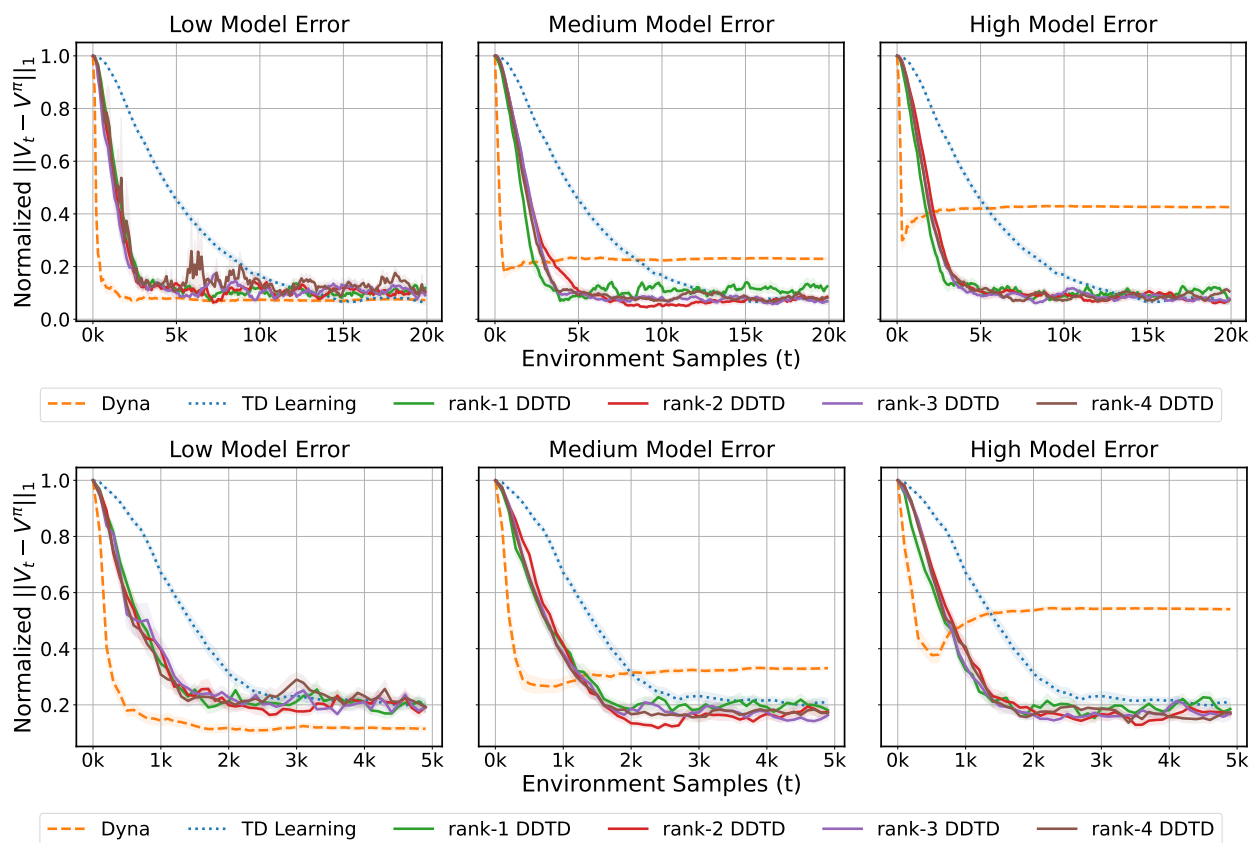 Low Model Error Medium Model Error High Model Error
Normalized ||V_t − V^π||_1
1.0
0.8
0.6
0.4
0.2
0.0
0k 5k 10k 15k 20k 0k 5k 10k 15k 20k 0k 5k 10k 15k 20k
Environment Samples (t)
Dyna TD Learning rank-1 DDTD rank-2 DDTD rank-3 DDTD rank-4 DDTD
Low Model Error Medium Model Error High Model Error
Normalized ||V_t − V^π||_1
1.0
0.8
0.6
0.4
0.2
0k 1k 2k 3k 4k 5k 0k 1k 2k 3k 4k 5k 0k 1k 2k 3k 4k 5k
Environment Samples (t)
Dyna TD Learning rank-1 DDTD rank-2 DDTD rank-3 DDTD rank-4 DDTD